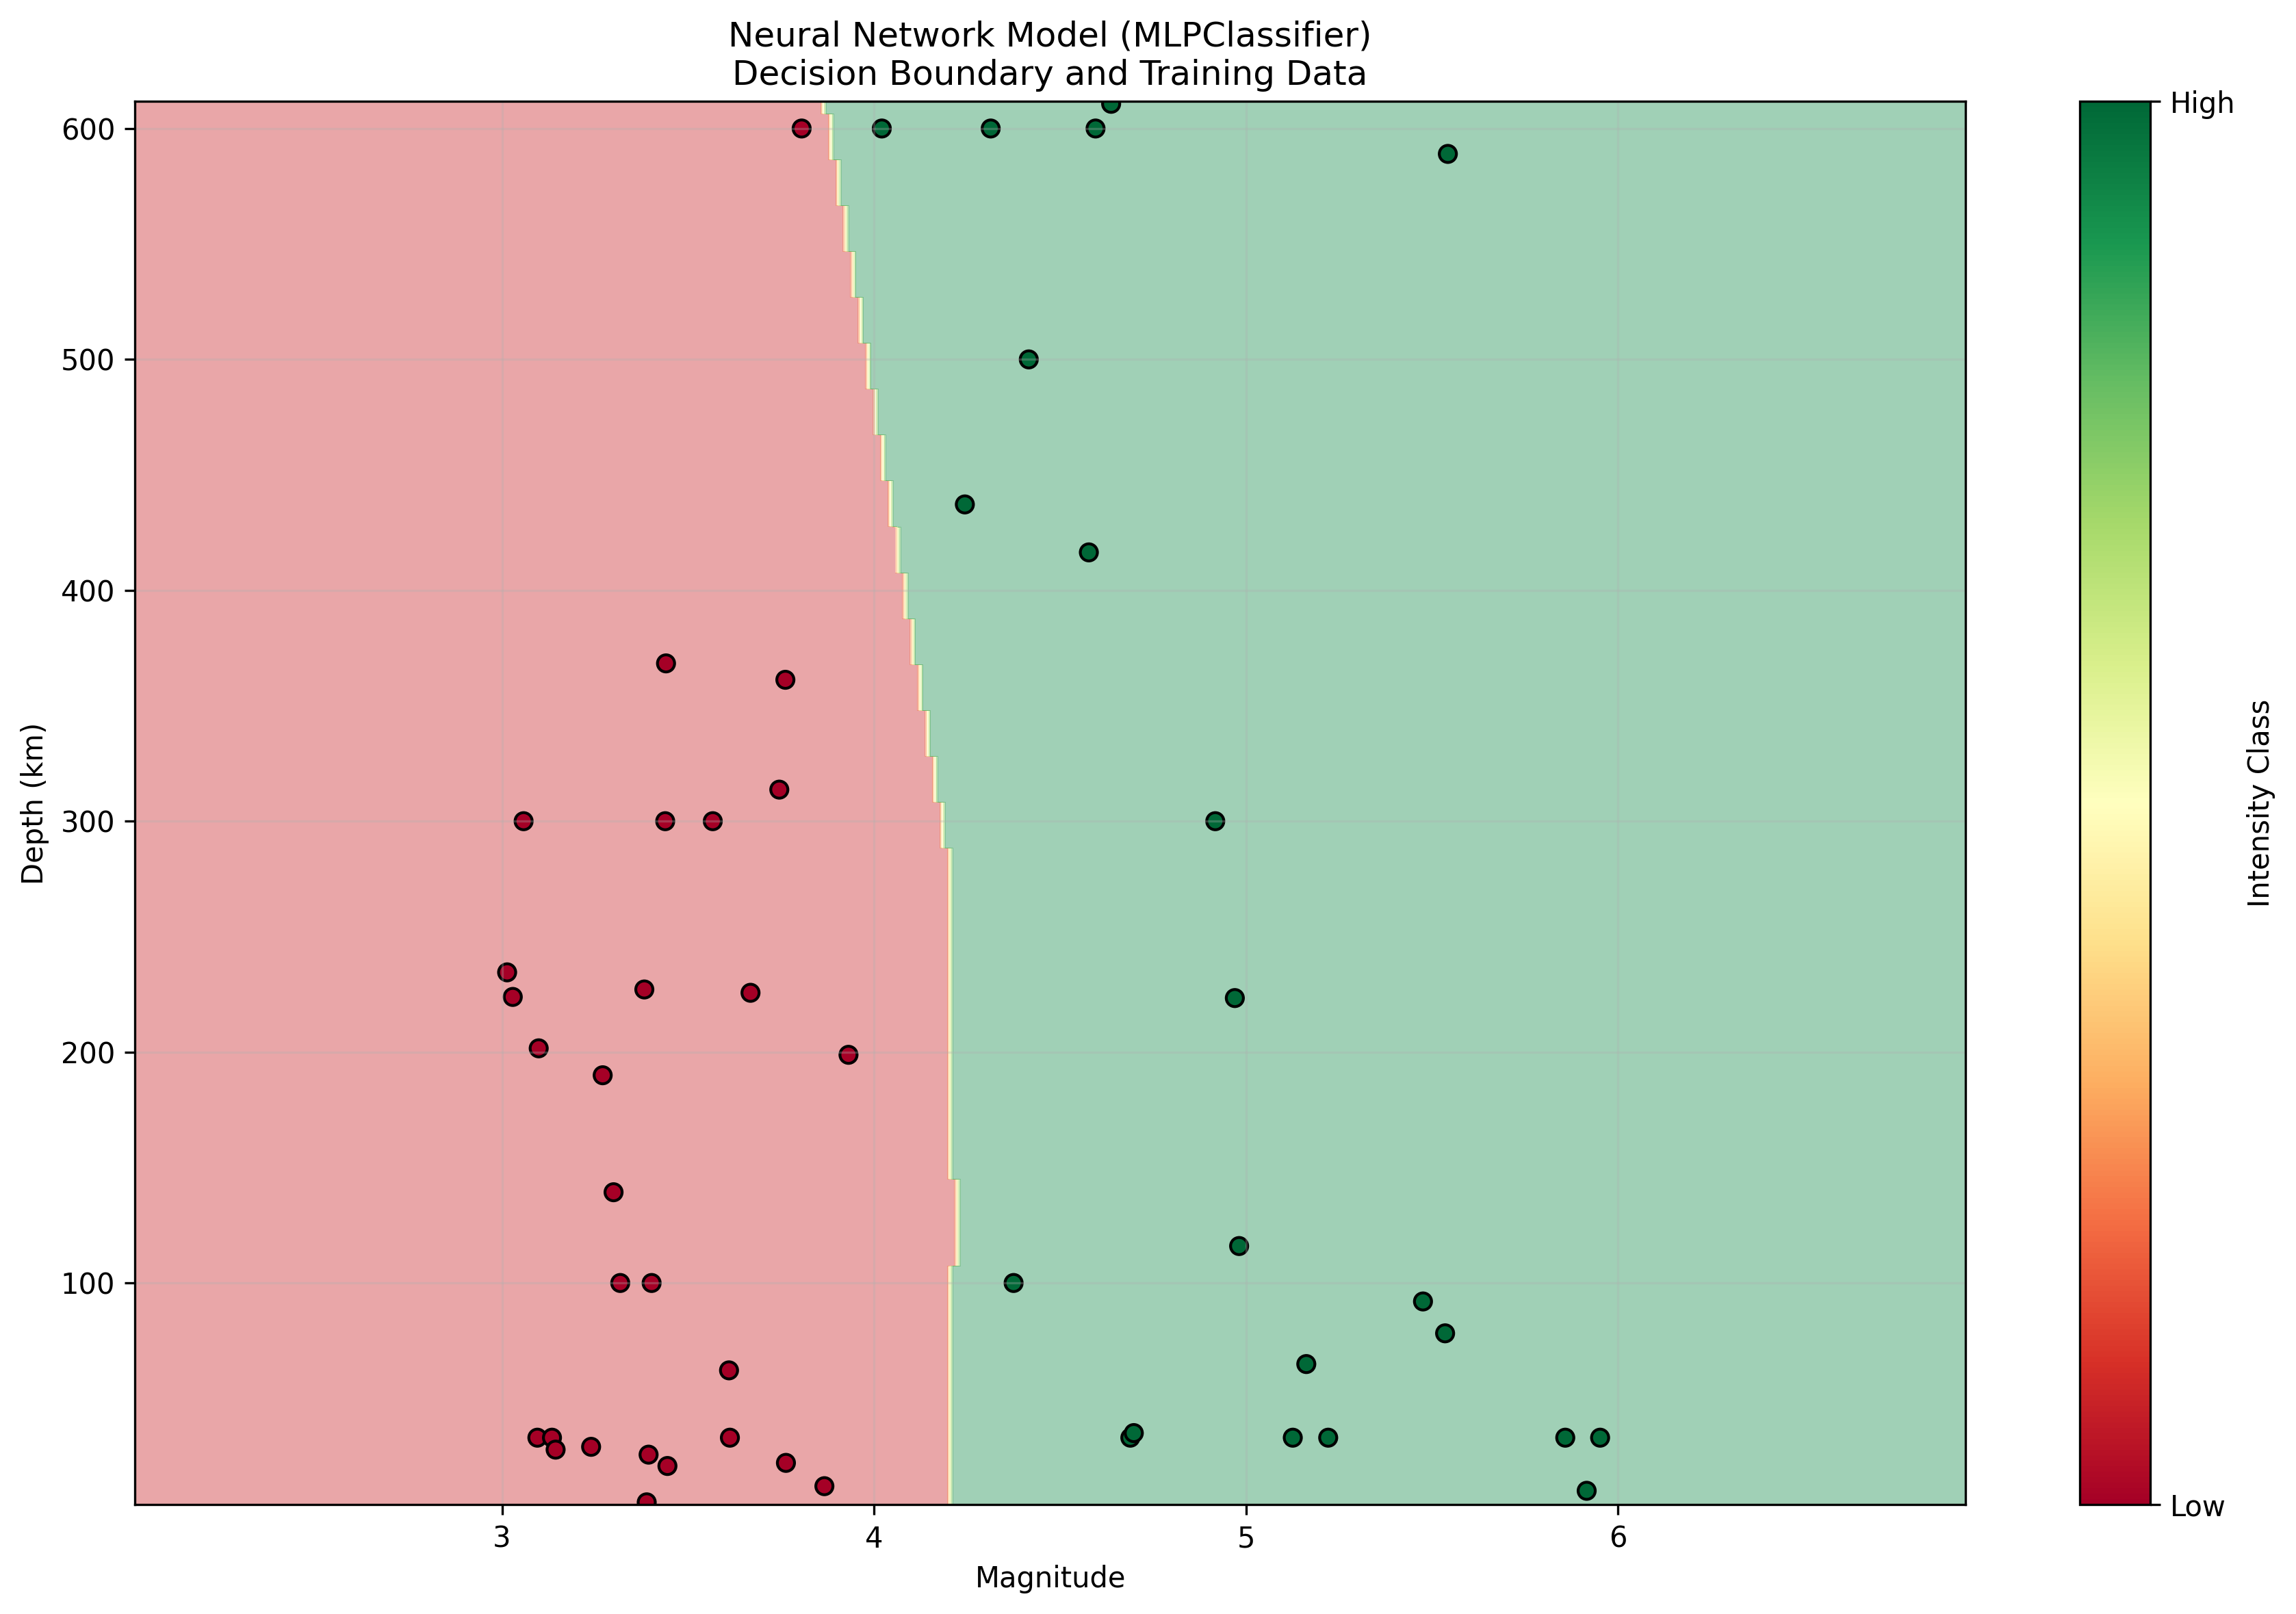 Neural Network Model (MLPClassifier)
Decision Boundary and Training Data
High
600
500
400
300
200
100
Depth (km)
Intensity Class
Low
3
4
5
6
Magnitude